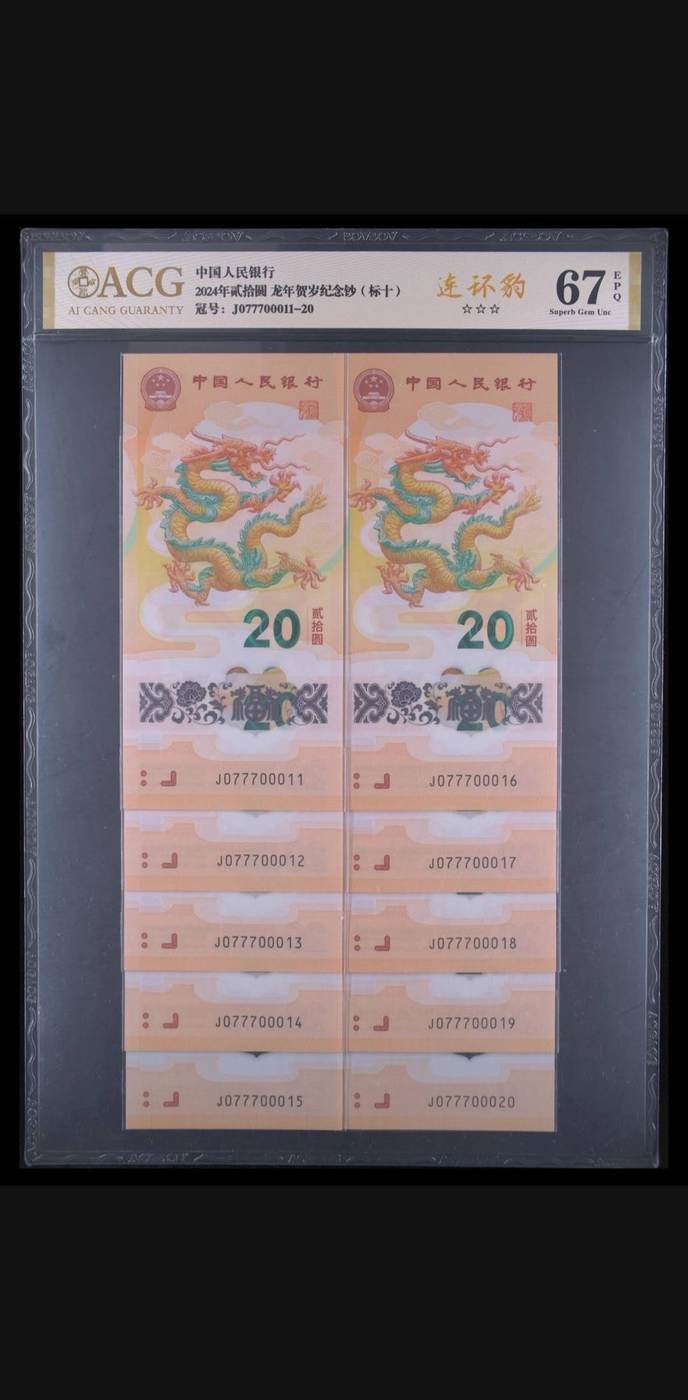 ACG
AI CANG GUARANTY
中国人民银行
2024年贰拾圆 龙年贺岁纪念钞（标十）
冠号：J077700011-20
连环豹
☆☆☆
67
EPQ
Superb Gem Unc
中国人民银行
20
贰拾圆
J077700011
J077700012
J077700013
J077700014
J077700015
中国人民银行
20
贰拾圆
J077700016
J077700017
J077700018
J077700019
J077700020